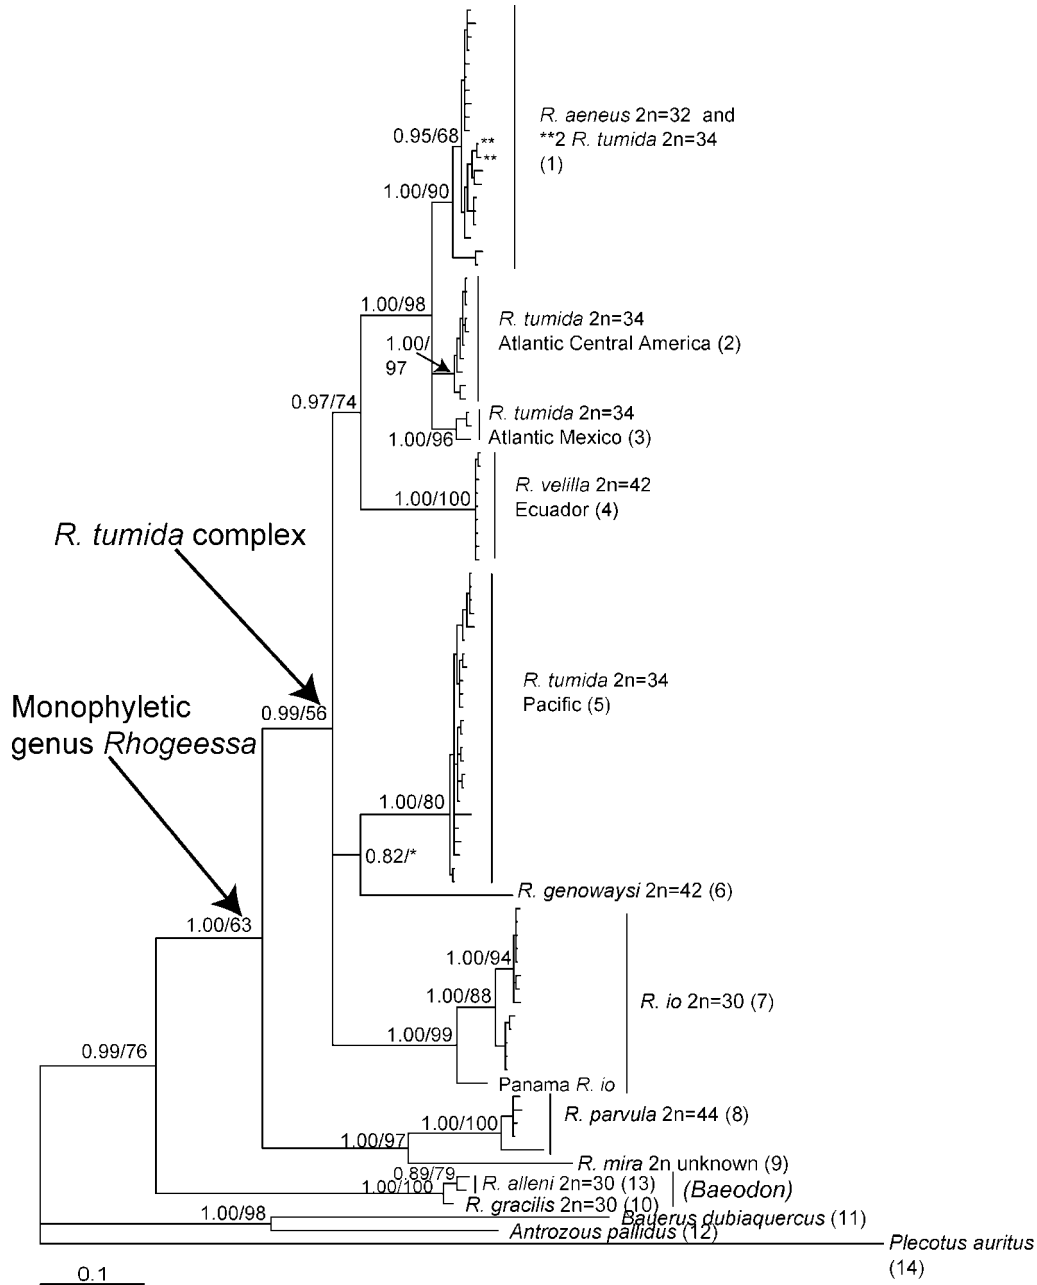 0.95/68
**
**
R. aeneus 2n=32 and
**2 R. tumida 2n=34
(1)
1.00/90
1.00/98
R. tumida 2n=34
Atlantic Central America (2)
1.00/
97
0.97/74
R. tumida 2n=34
Atlantic Mexico (3)
1.00/96
R. velilla 2n=42
Ecuador (4)
1.00/100
R. tumida complex
R. tumida 2n=34
Pacific (5)
Monophyletic
genus Rhogeessa
0.99/56
1.00/80
0.82/*
R. genowaysi 2n=42 (6)
1.00/63
1.00/94
1.00/88
R. io 2n=30 (7)
1.00/99
0.99/76
Panama R. io
1.00/100
R. parvula 2n=44 (8)
1.00/97
R. mira 2n unknown (9)
0.89/79
R. alleni 2n=30 (13)
1.00/100
(Baeodon)
R. gracilis 2n=30 (10)
1.00/98
Bauerus dubiaquercus (11)
Antrozous pallidus (12)
Plecotus auritus
(14)
0.1